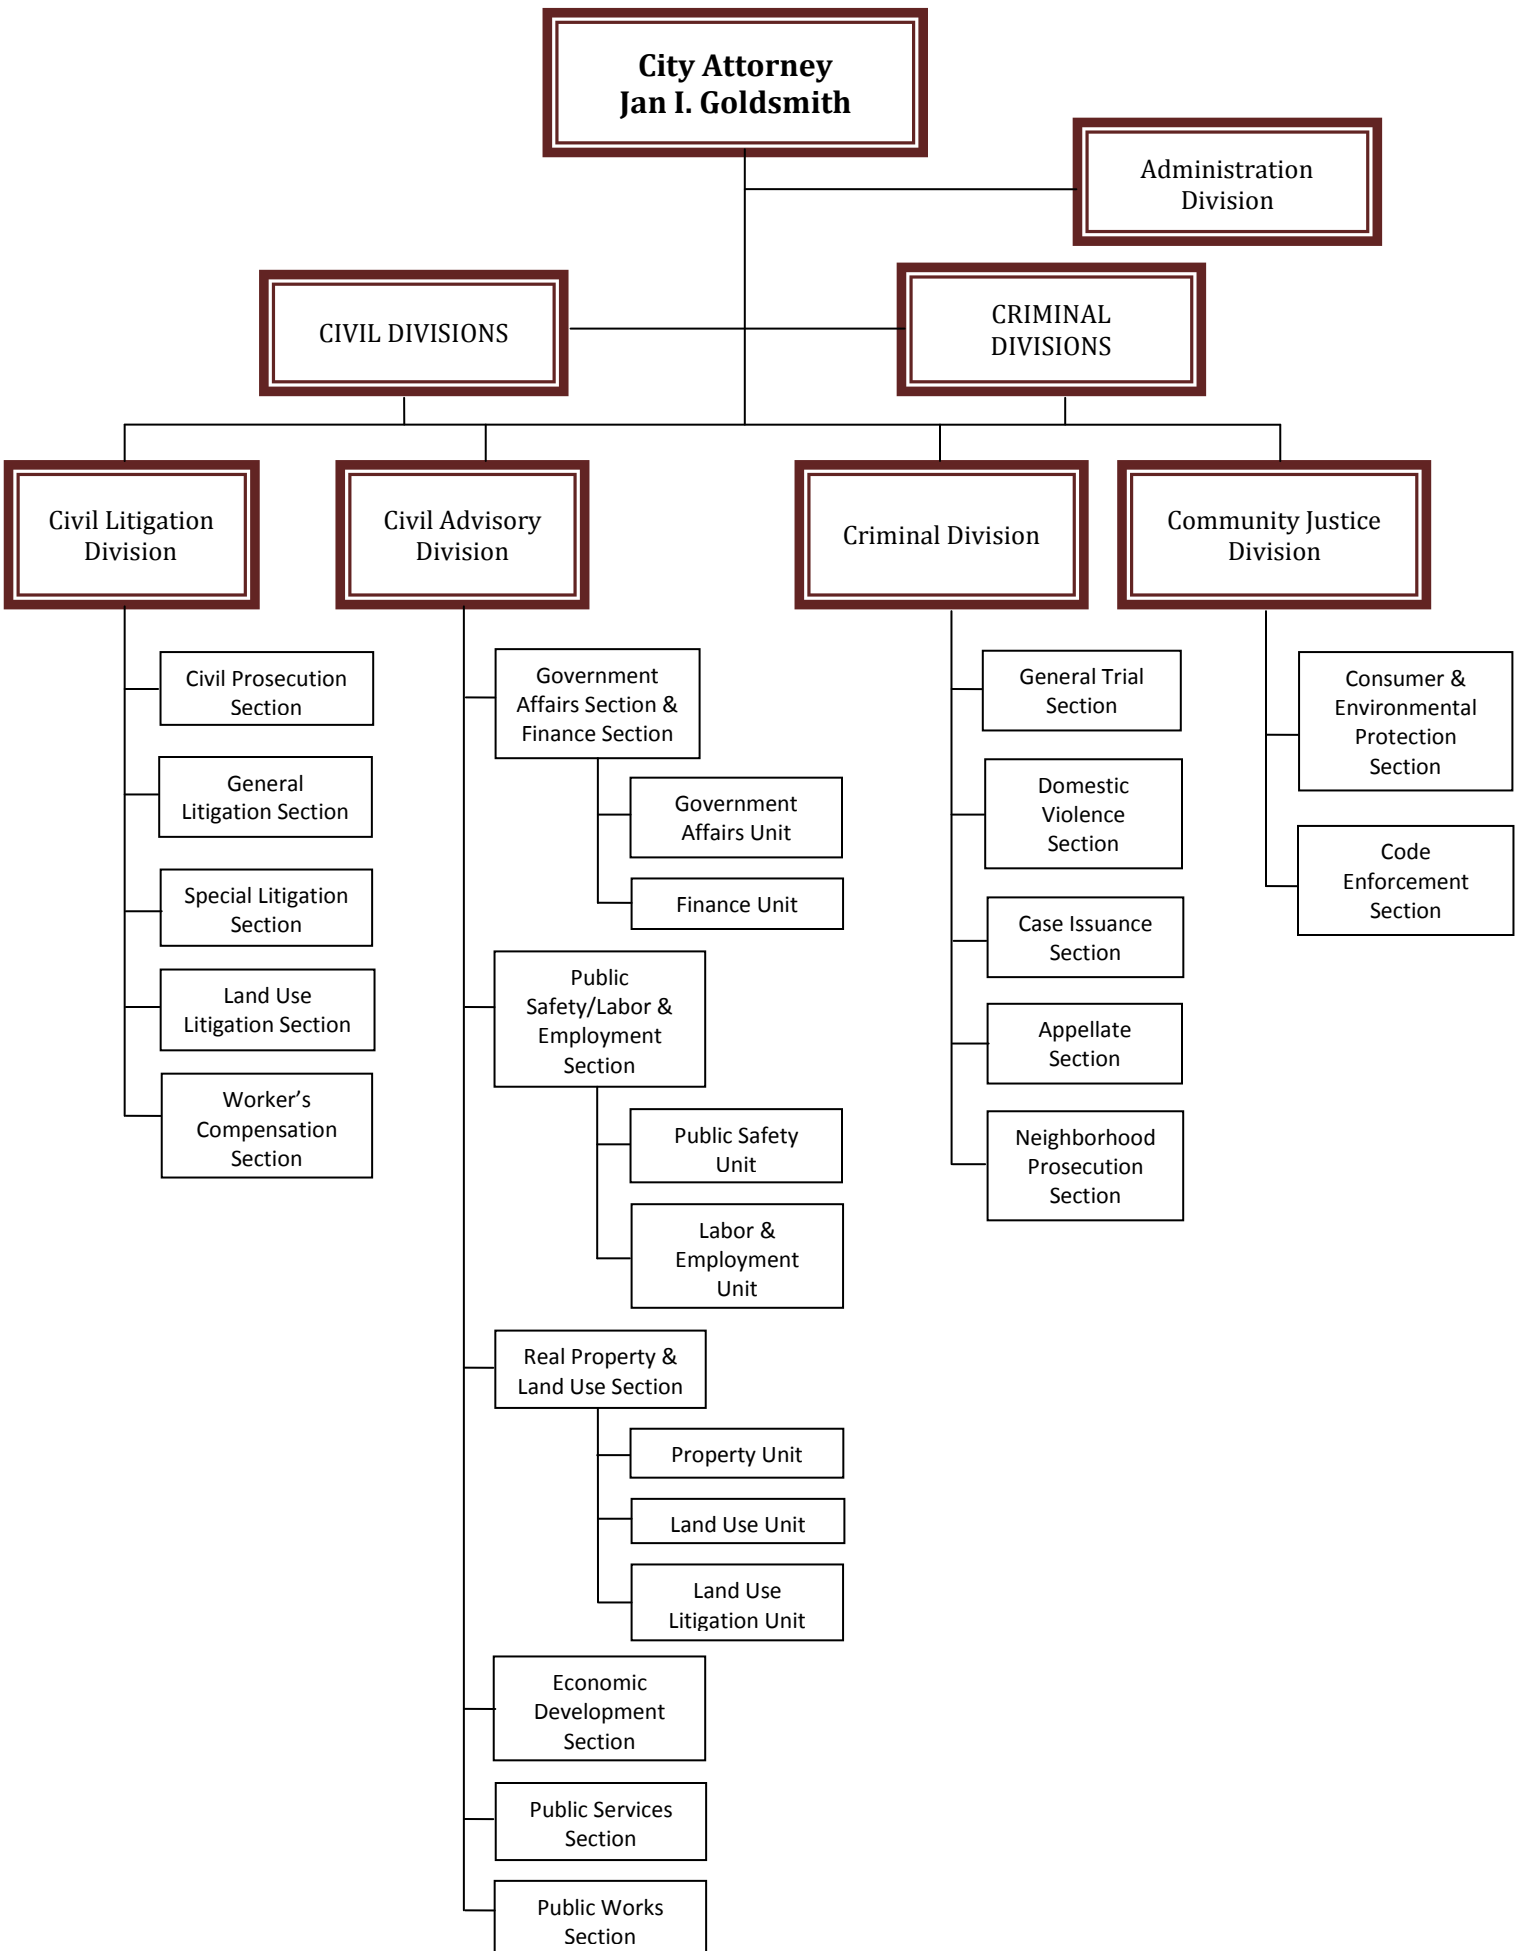 City Attorney
Jan I. Goldsmith
Administration
Division
CIVIL DIVISIONS
CRIMINAL
DIVISIONS
Civil Litigation
Division
Civil Advisory
Division
Criminal Division
Community Justice
Division
Civil Prosecution
Section
General
Litigation Section
Special Litigation
Section
Land Use
Litigation Section
Worker’s
Compensation
Section
Government
Affairs Section &
Finance Section
Government
Affairs Unit
Finance Unit
Public
Safety/Labor &
Employment
Section
Public Safety
Unit
Labor &
Employment
Unit
Real Property &
Land Use Section
Property Unit
Land Use Unit
Land Use
Litigation Unit
Economic
Development
Section
Public Services
Section
Public Works
Section
General Trial
Section
Domestic
Violence
Section
Case Issuance
Section
Appellate
Section
Neighborhood
Prosecution
Section
Consumer &
Environmental
Protection
Section
Code
Enforcement
Section